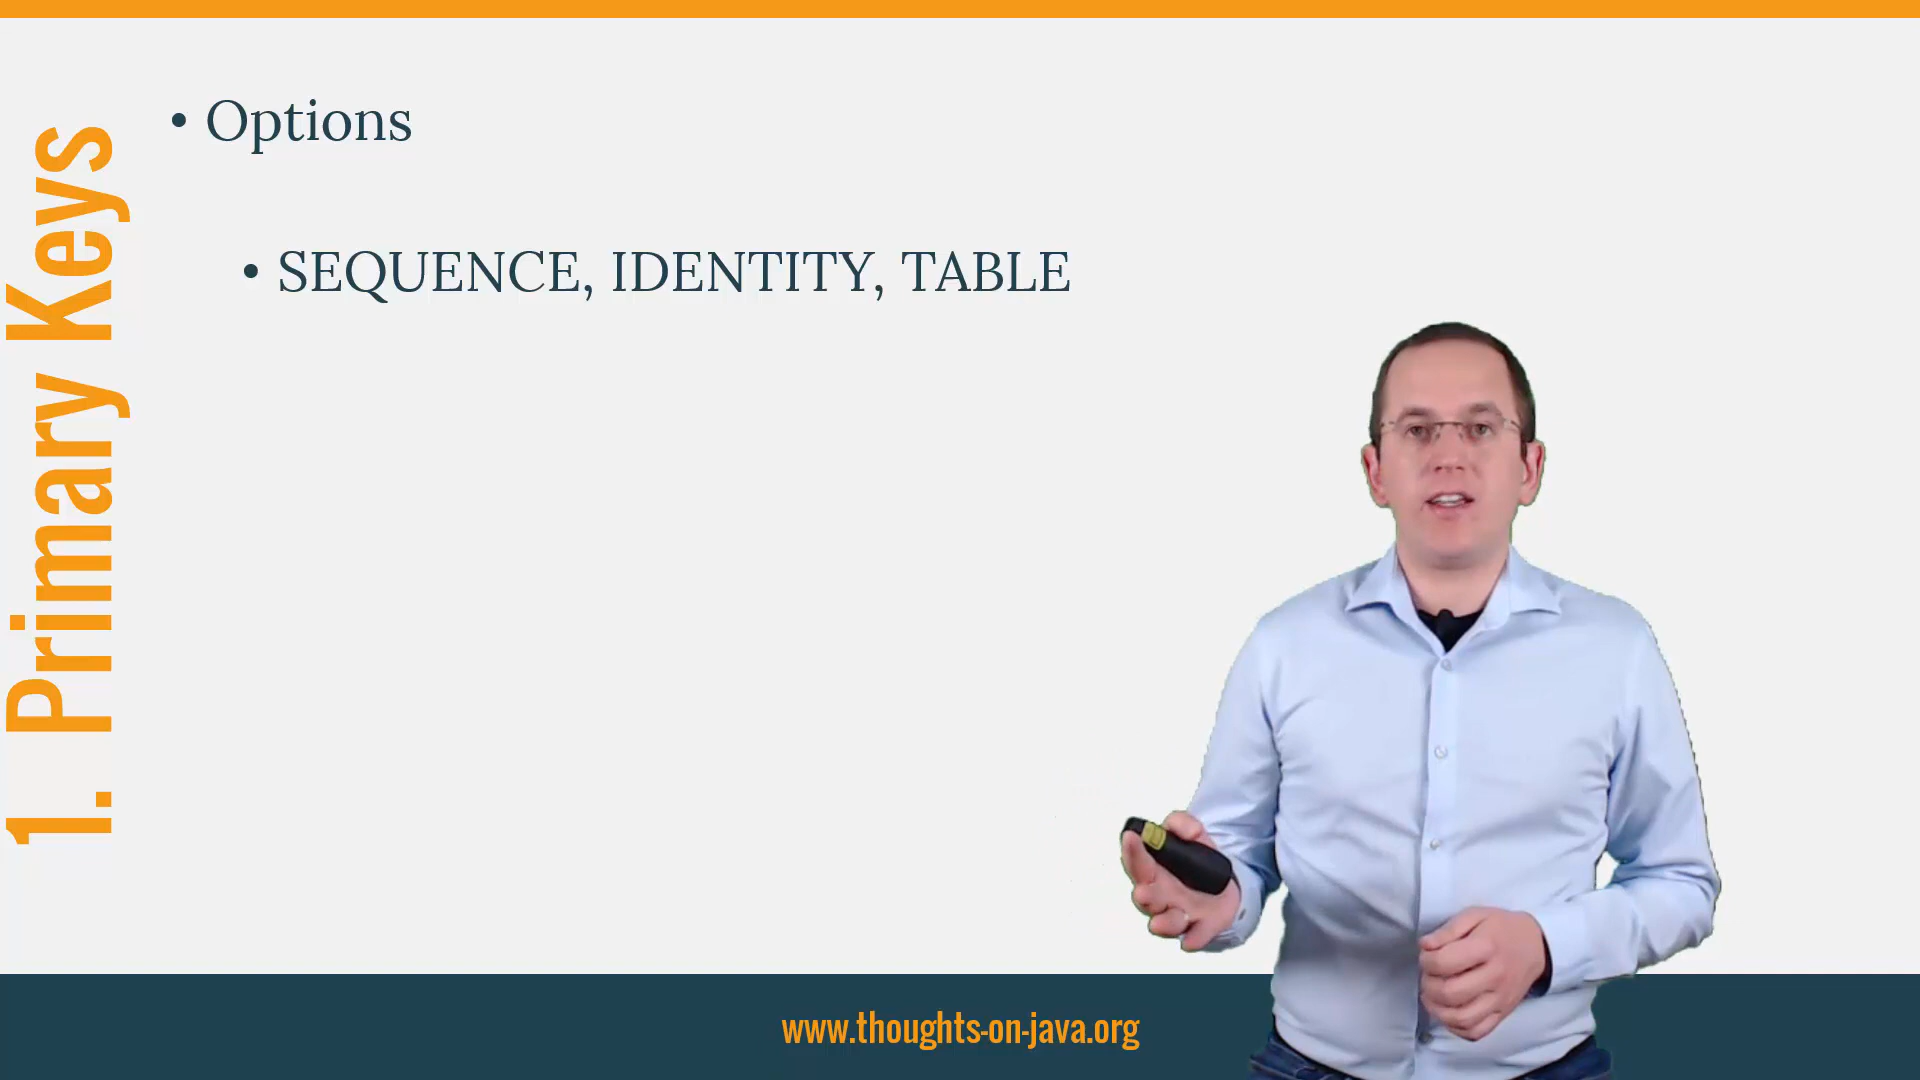 1. Primary Keys
• Options
• SEQUENCE, IDENTITY, TABLE
www.thoughts-on-java.org